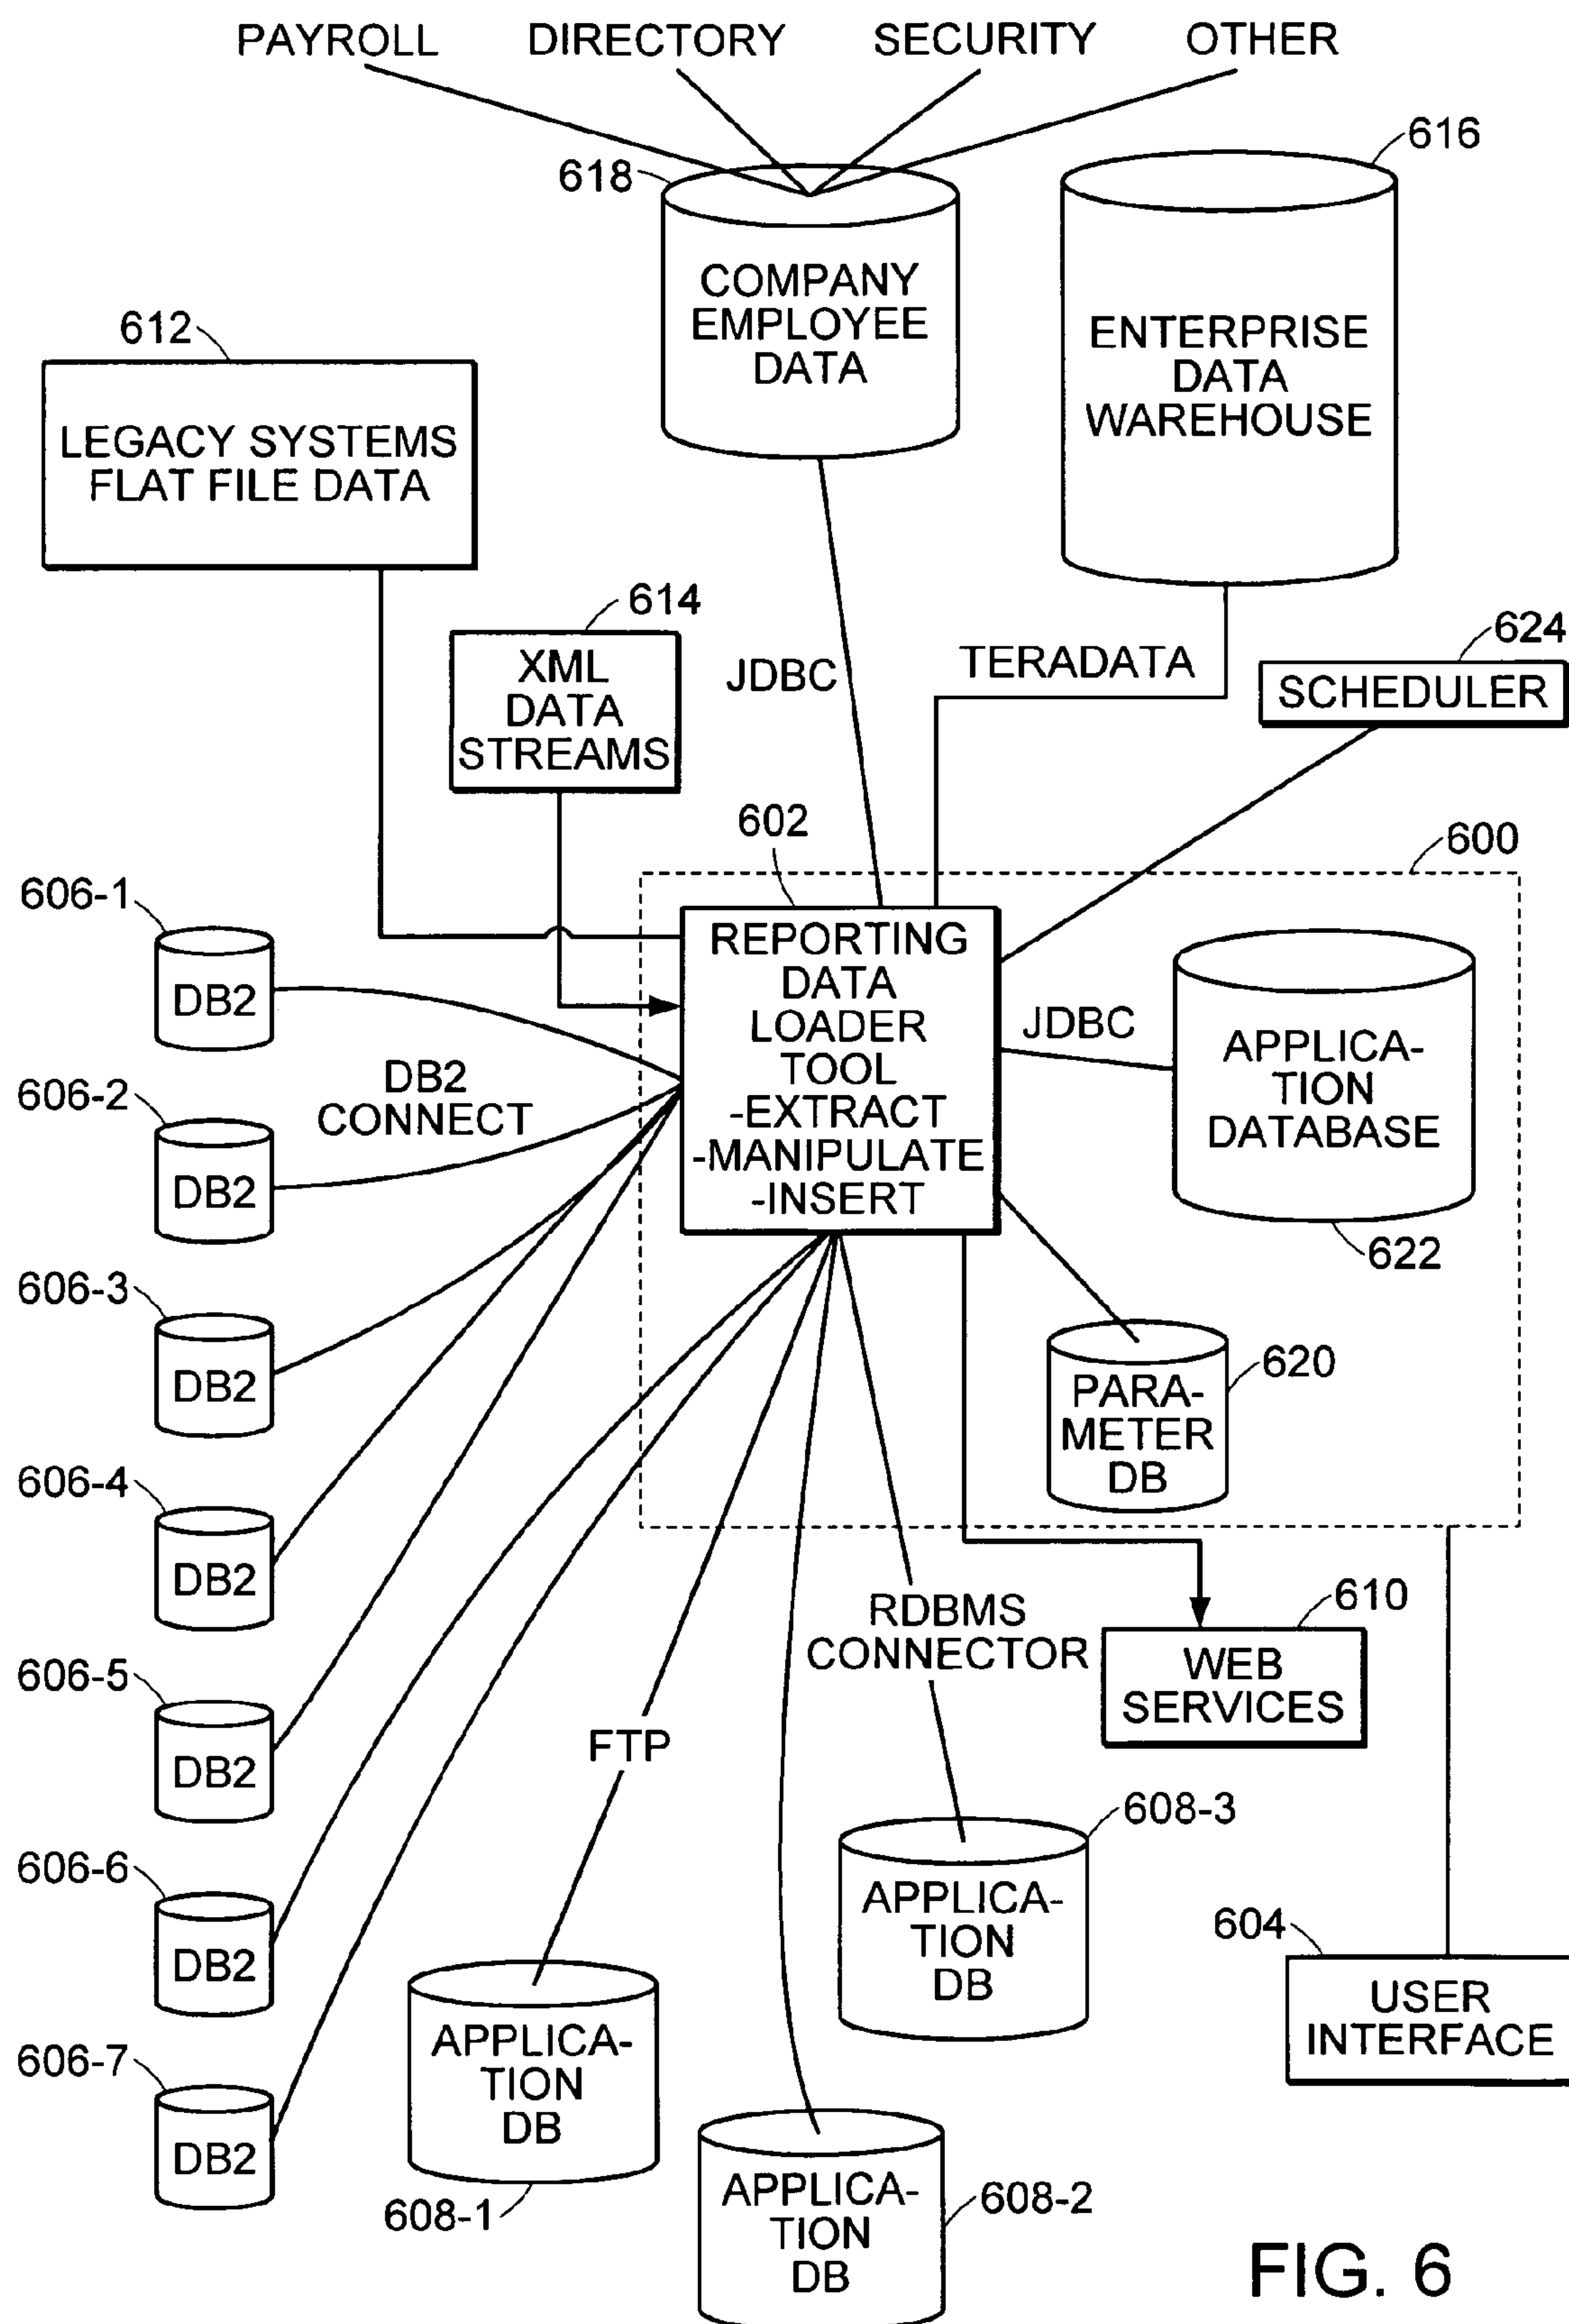 PAYROLL DIRECTORY SECURITY OTHER
616
618
COMPANY
EMPLOYEE
DATA
ENTERPRISE
DATA
WAREHOUSE
612
LEGACY SYSTEMS
FLAT FILE DATA
614
XML
DATA
STREAMS
JDBC
TERADATA
624
SCHEDULER
602
600
REPORTING
DATA
LOADER
TOOL
-EXTRACT
-MANIPULATE
-INSERT
JDBC
APPLICA-
TION
DATABASE
622
606-1
DB2
DB2
CONNECT
606-2
DB2
606-3
DB2
620
PARA-
METER
DB
606-4
DB2
RDBMS
CONNECTOR
610
WEB
SERVICES
606-5
DB2
FTP
608-3
APPLICA-
TION
DB
606-6
DB2
604
USER
INTERFACE
606-7
DB2
APPLICA-
TION
DB
608-1
APPLICA-
TION
DB
608-2
FIG. 6